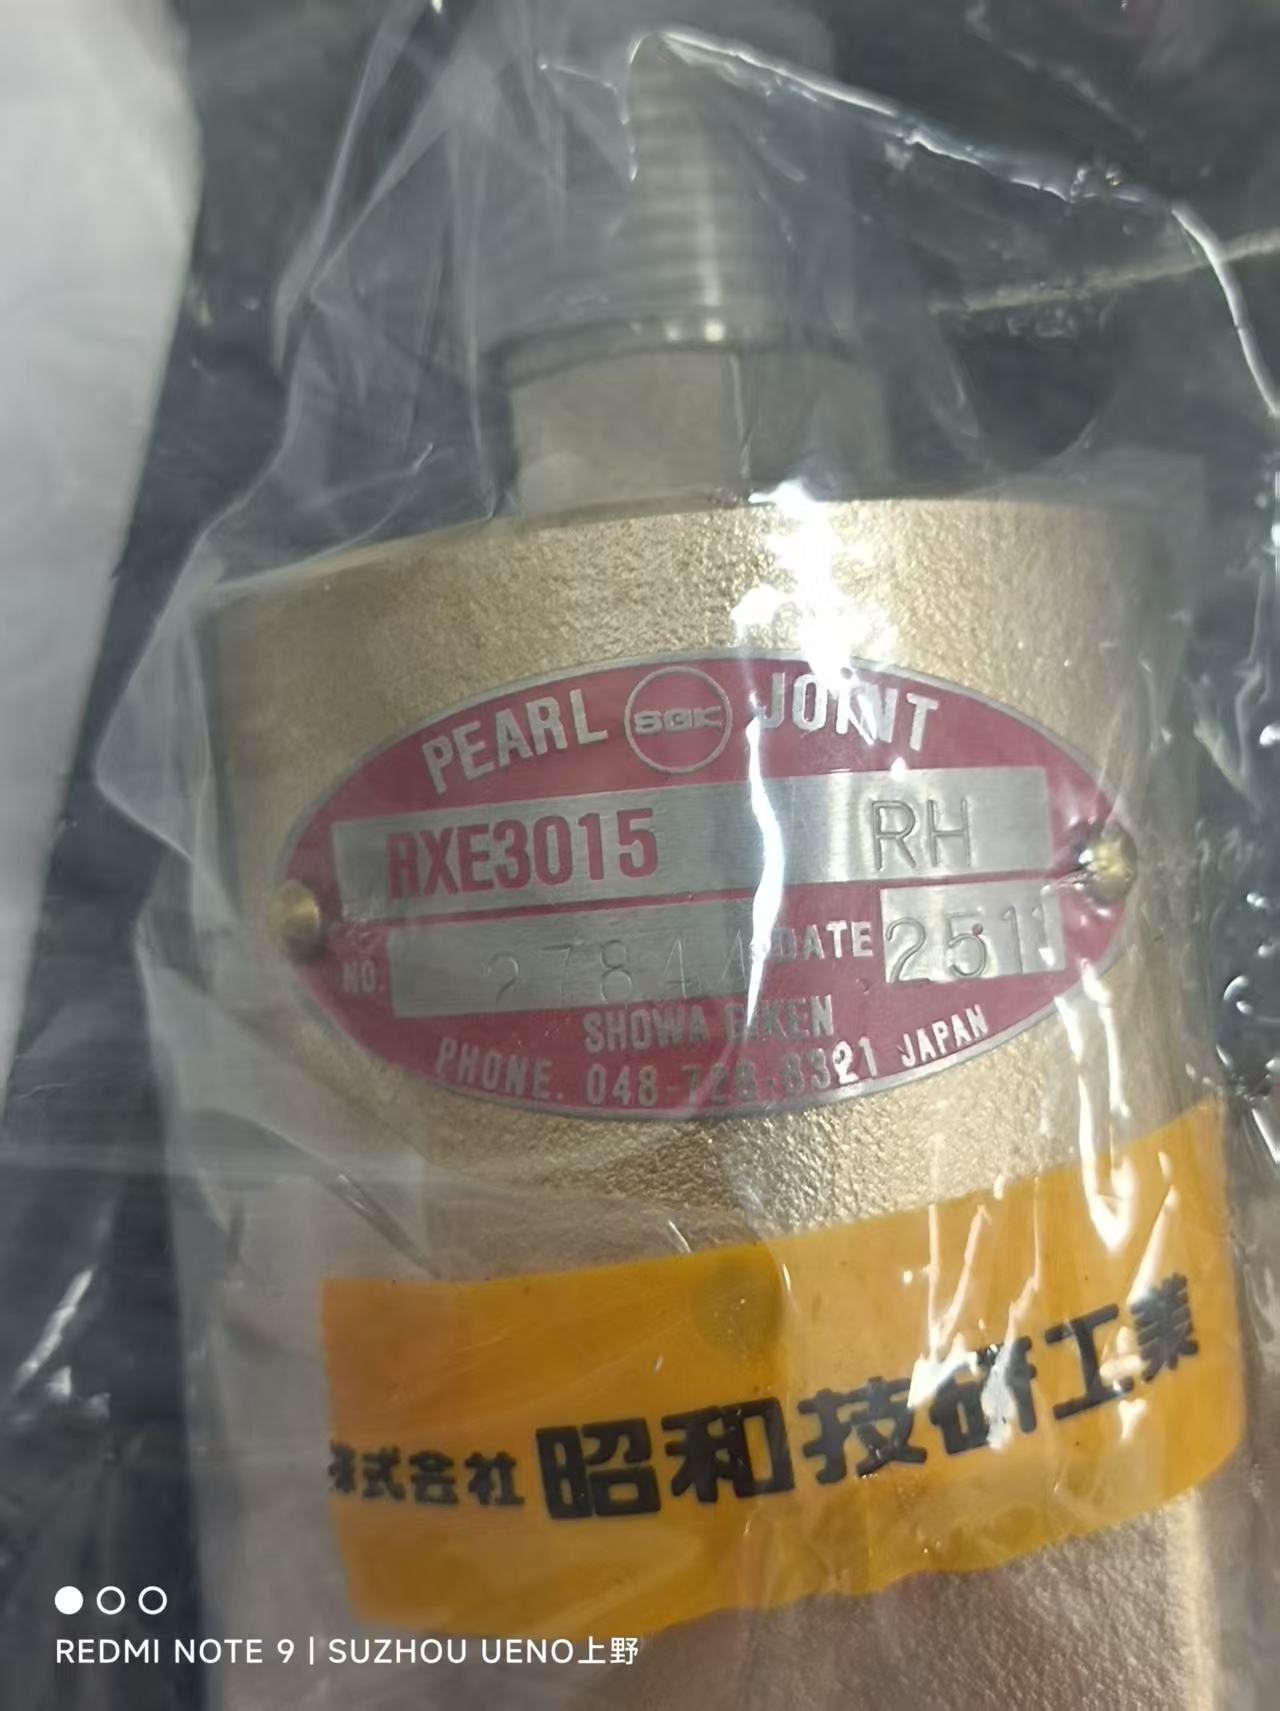 PEARL SGK JOINT
RXE3015 RH
NO. 27844 DATE 2511
SHOWA GIKEN
PHONE. 048-728-8321 JAPAN
株式会社 昭和技研工業
REDMI NOTE 9 | SUZHOU UENO上野